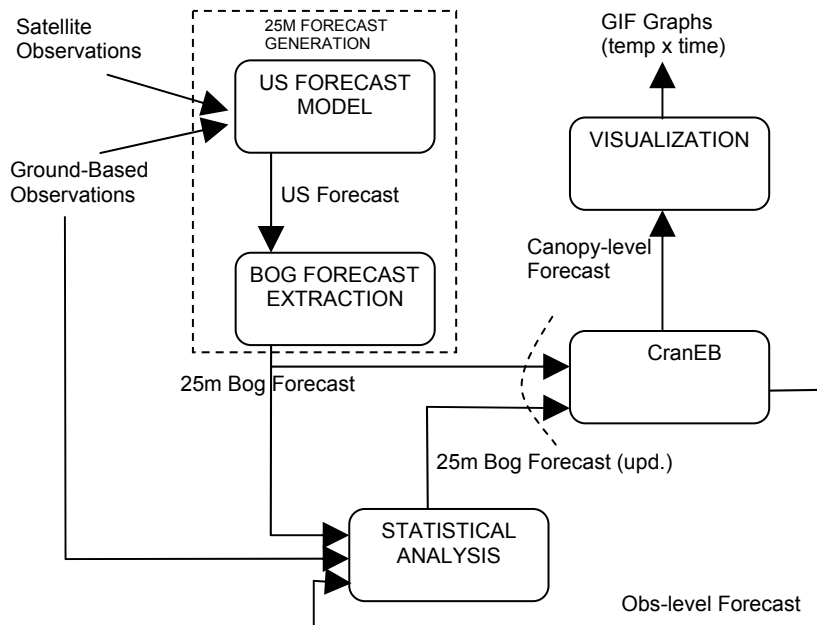 Satellite
Observations
25M FORECAST
GENERATION
US FORECAST
MODEL
GIF Graphs
(temp x time)
VISUALIZATION
Ground-Based
Observations
US Forecast
BOG FORECAST
EXTRACTION
Canopy-level
Forecast
CranEB
25m Bog Forecast
25m Bog Forecast (upd.)
STATISTICAL
ANALYSIS
Obs-level Forecast